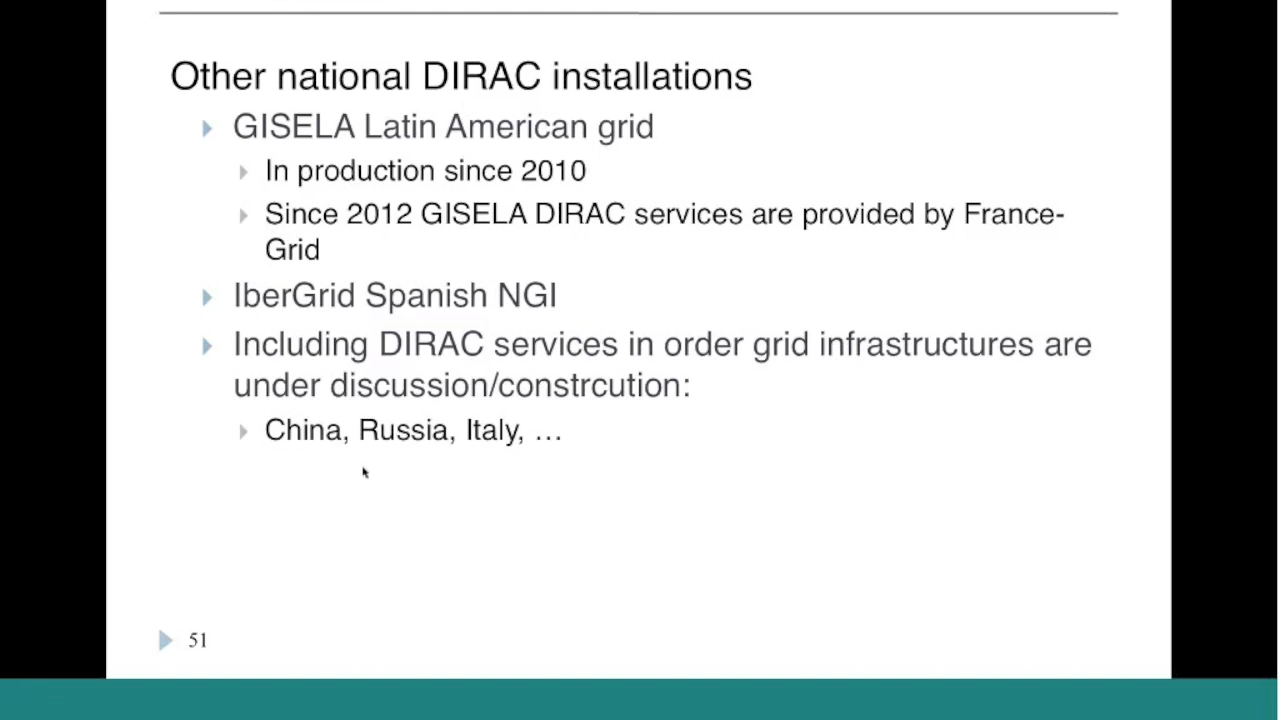 Other national DIRAC installations
GISELA Latin American grid
In production since 2010
Since 2012 GISELA DIRAC services are provided by France-
Grid
IberGrid Spanish NGI
Including DIRAC services in order grid infrastructures are
under discussion/constrcution:
China, Russia, Italy, …
51